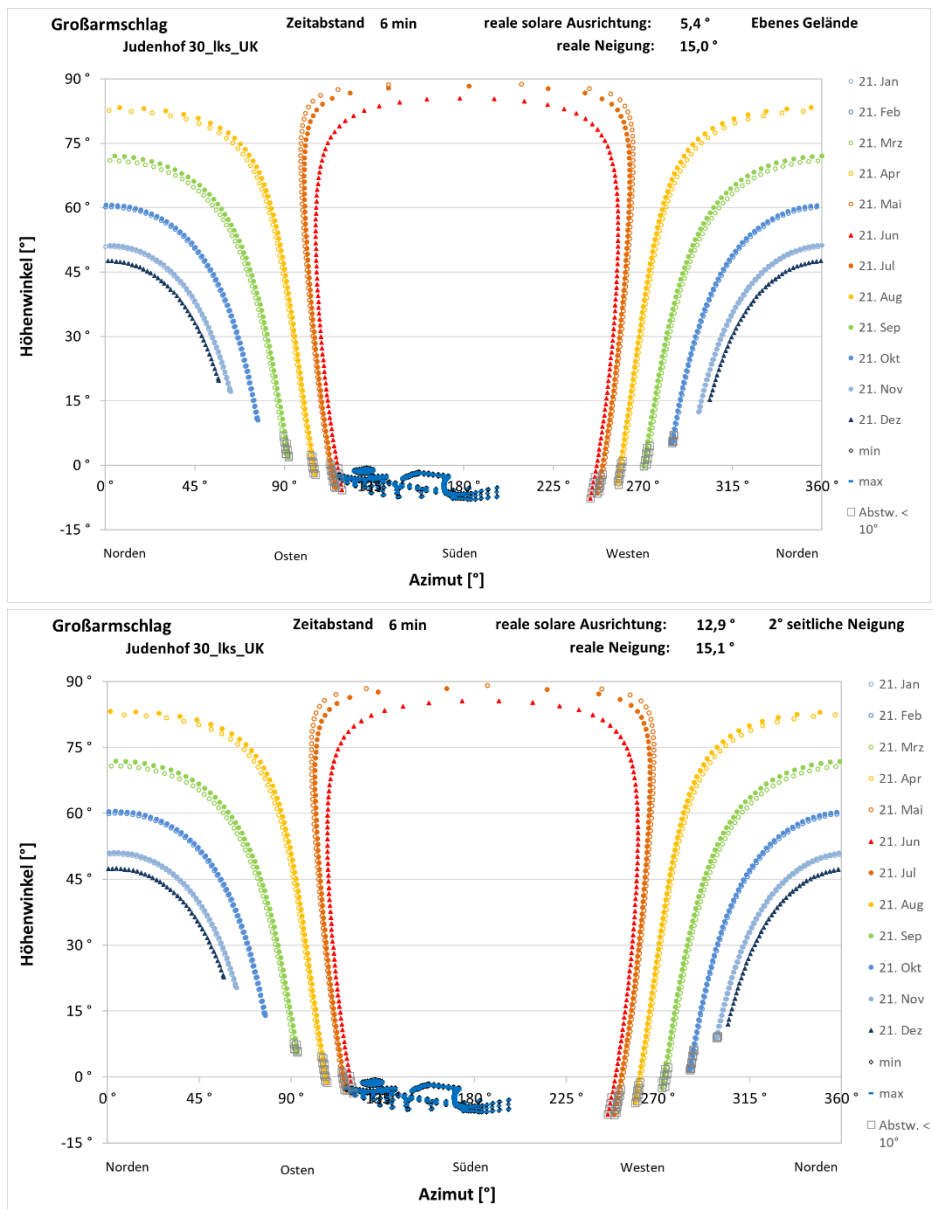 Großarmschlag Zeitabstand 6 min reale solare Ausrichtung: 5,4 ° Ebenes Gelände
Judenhof 30_lks_UK reale Neigung: 15,0 °
Höhenwinkel [°]
90 °
75 °
60 °
45 °
30 °
15 °
0 °
-15 °
0 ° 45 ° 90 ° 135 ° 180 ° 225 ° 270 ° 315 ° 360 °
Norden Osten Süden Westen Norden
Azimut [°]
21. Jan
21. Feb
21. Mrz
21. Apr
21. Mai
21. Jun
21. Jul
21. Aug
21. Sep
21. Okt
21. Nov
21. Dez
min
max
Abstw. <
10°
Großarmschlag Zeitabstand 6 min reale solare Ausrichtung: 12,9 ° 2° seitliche Neigung
Judenhof 30_lks_UK reale Neigung: 15,1 °
Höhenwinkel [°]
90 °
75 °
60 °
45 °
30 °
15 °
0 °
-15 °
0 ° 45 ° 90 ° 135 ° 180 ° 225 ° 270 ° 315 ° 360 °
Norden Osten Süden Westen Norden
Azimut [°]
21. Jan
21. Feb
21. Mrz
21. Apr
21. Mai
21. Jun
21. Jul
21. Aug
21. Sep
21. Okt
21. Nov
21. Dez
min
max
Abstw. <
10°